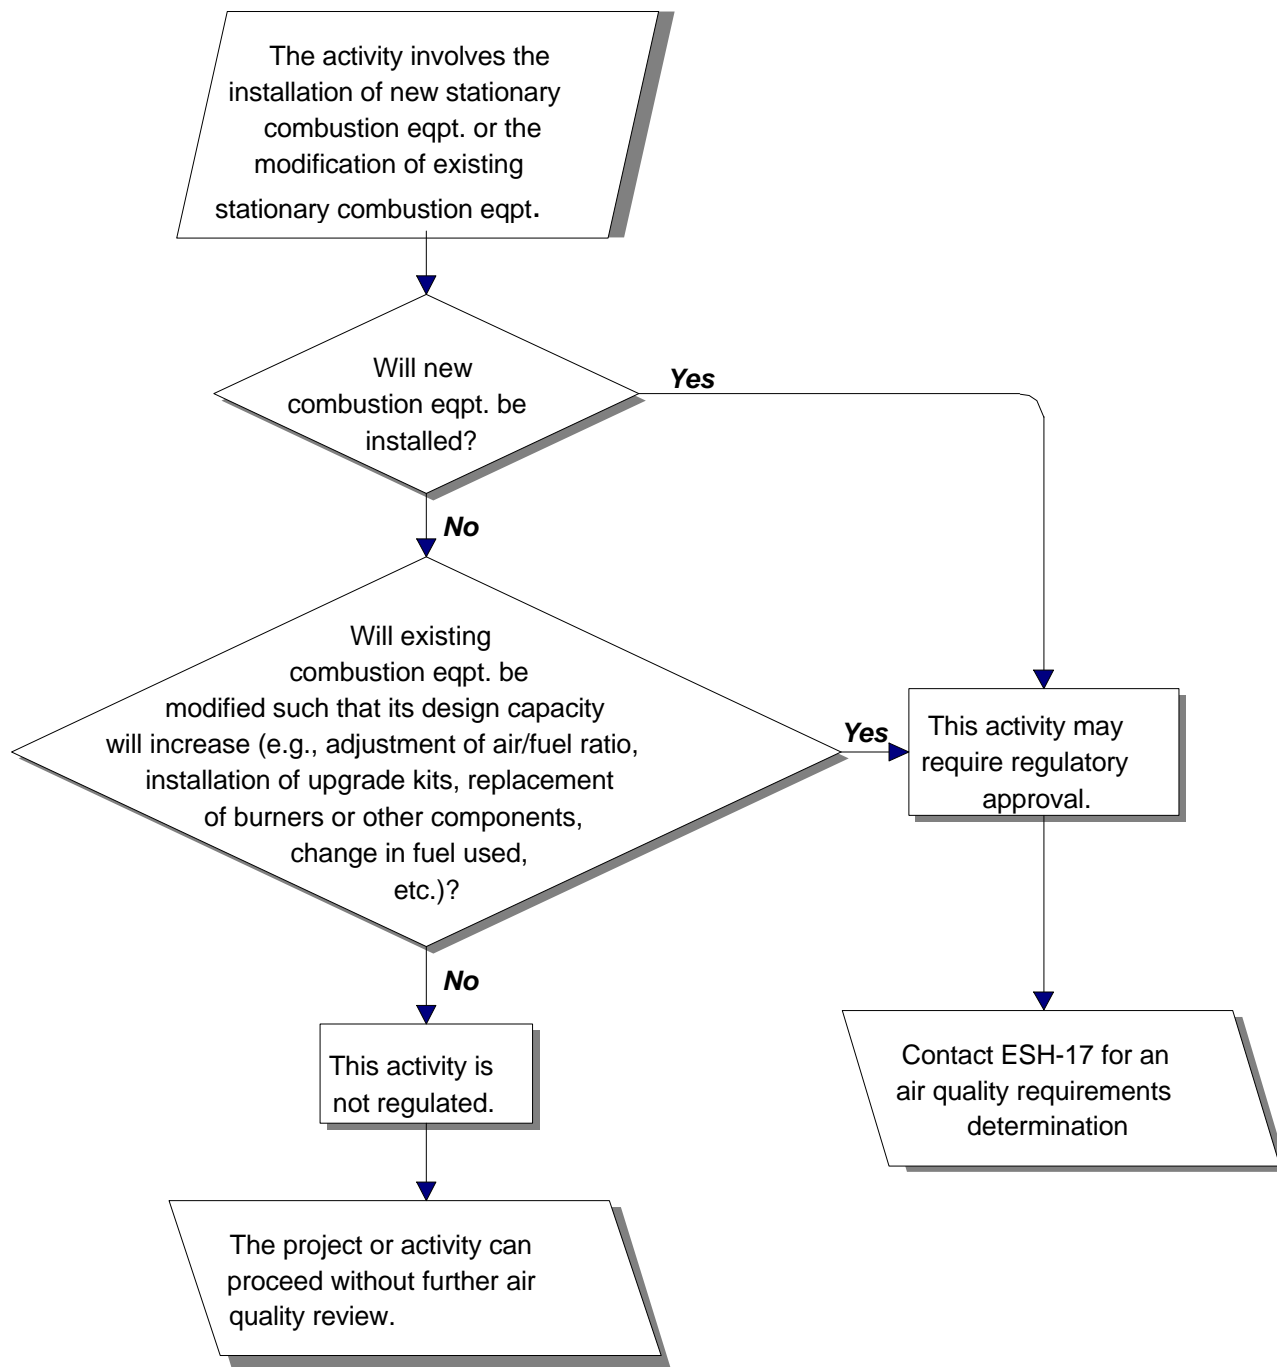 The activity involves the
installation of new stationary
combustion eqpt. or the
modification of existing
stationary combustion eqpt.
Will new
combustion eqpt. be
installed?
Yes
No
Will existing
combustion eqpt. be
modified such that its design capacity
will increase (e.g., adjustment of air/fuel ratio,
installation of upgrade kits, replacement
of burners or other components,
change in fuel used,
etc.)?
Yes
This activity may
require regulatory
approval.
No
This activity is
not regulated.
Contact ESH-17 for an
air quality requirements
determination
The project or activity can
proceed without further air
quality review.